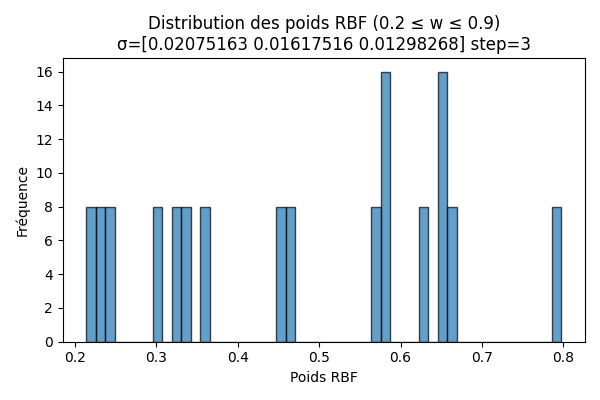 Distribution des poids RBF (0.2 ≤ w ≤ 0.9)
σ=[0.02075163 0.01617516 0.01298268] step=3
16
14
12
10
8
6
4
2
0
Fréquence
0.2 0.3 0.4 0.5 0.6 0.7 0.8
Poids RBF